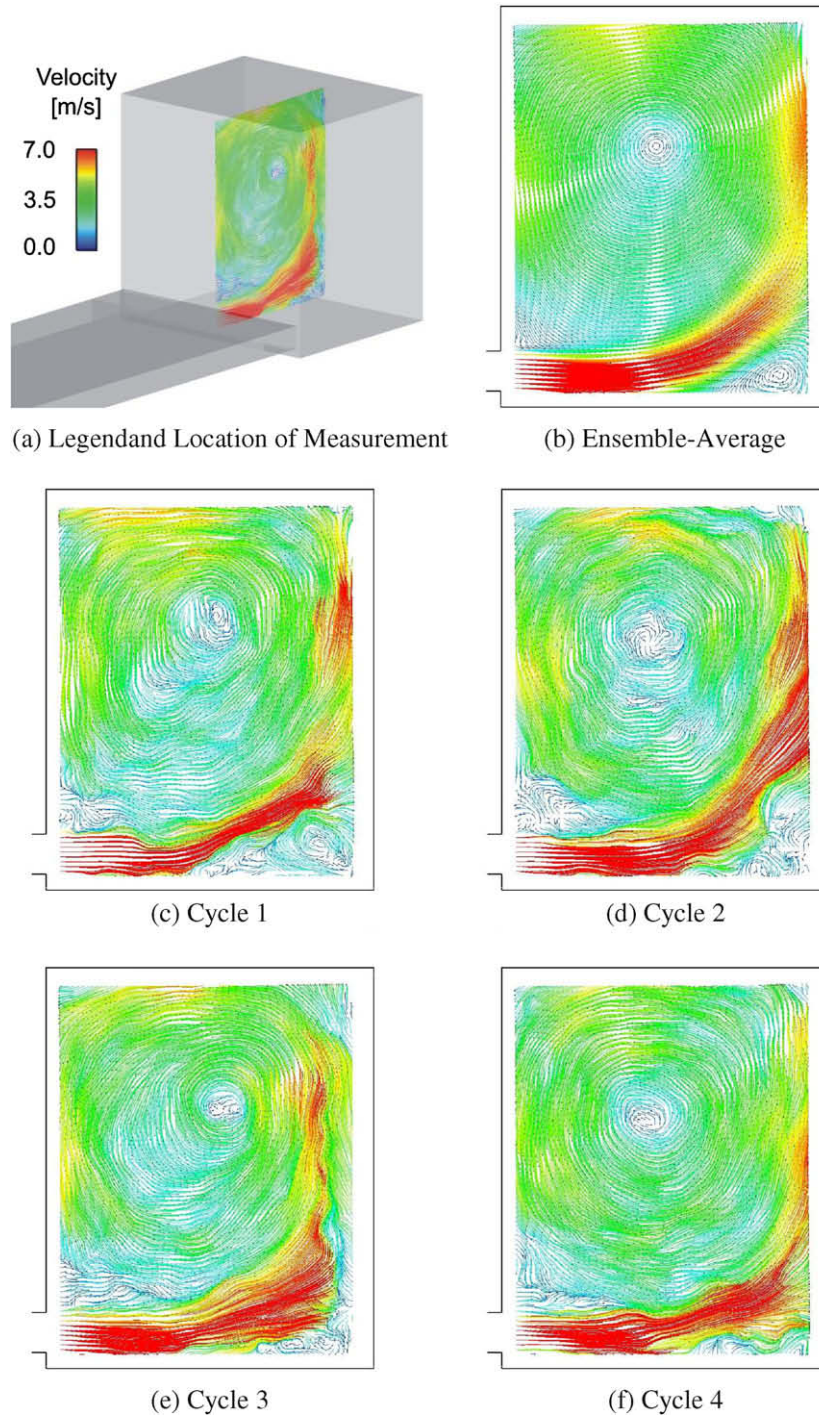 Velocity
[m/s]
7.0
3.5
0.0
(a) Legendand Location of Measurement
(b) Ensemble-Average
(c) Cycle 1
(d) Cycle 2
(e) Cycle 3
(f) Cycle 4